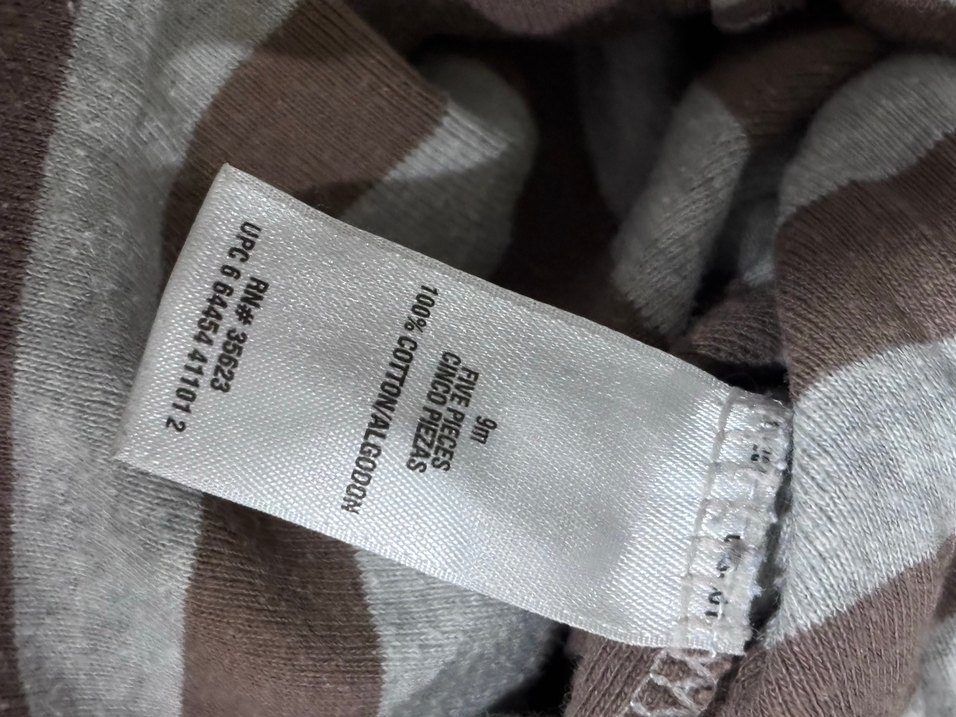 9m
FIVE PIECES
CINCO PIEZAS
100% COTTON/ALGODON
RN# 35623
UPC 6 64454 41101 2